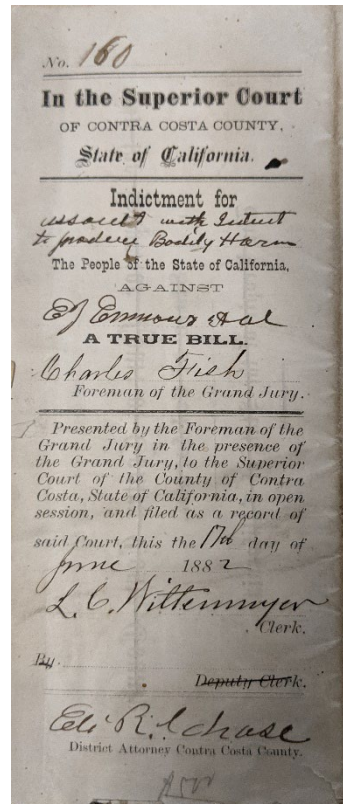 No. 160
In the Superior Court
OF CONTRA COSTA COUNTY,
State of California.
Indictment for
assault with Intent
to produce Bodily Harm
The People of the State of California,
AGAINST
EJ Emmons et al
A TRUE BILL.
Charles Fish
Foreman of the Grand Jury.
Presented by the Foreman of the
Grand Jury in the presence of
the Grand Jury, to the Superior
Court of the County of Contra
Costa, State of California, in open
session, and filed as a record of
said Court, this the 17th day of
June 1882
L. C. Wittenmyer
Clerk.
By
Deputy Clerk.
Eli R. Chase
District Attorney Contra Costa County.